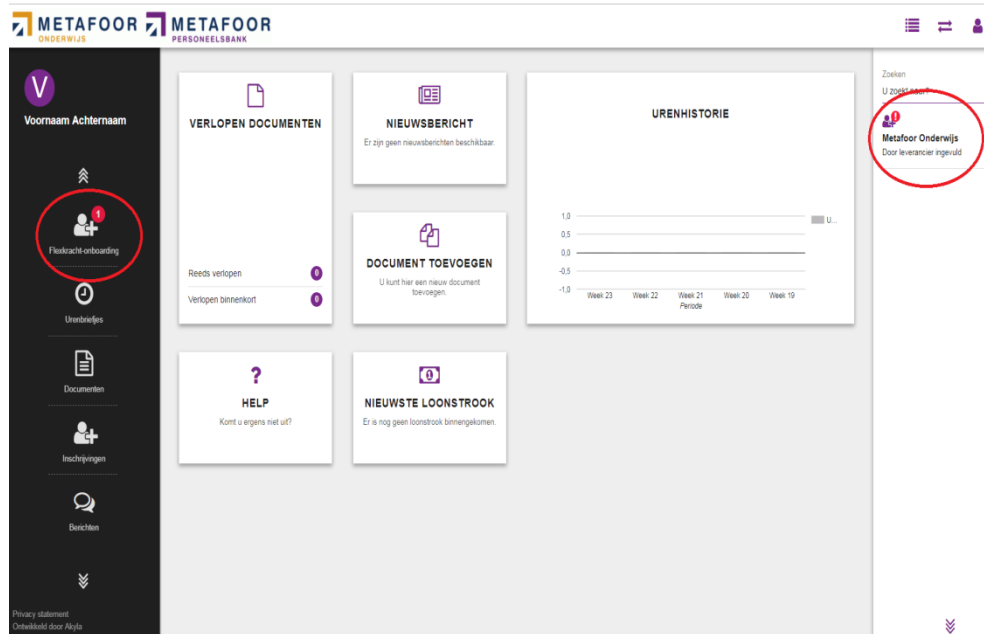 METAFOOR
ONDERWIJS
METAFOOR
PERSONEELSBANK
V
Voornaam Achternaam
1
Flexkracht-onboarding
Urenbriefjes
Documenten
Inschrijvingen
Berichten
Privacy statement
Ontwikkeld door Akyla
VERLOPEN DOCUMENTEN
Reeds verlopen 0
Verlopen binnenkort 0
NIEUWSBERICHT
Er zijn geen nieuwsberichten beschikbaar.
DOCUMENT TOEVOEGEN
U kunt hier een nieuw document
toevoegen.
URENHISTORIE
1,0
0,5
0,0
-0,5
-1,0
Week 23 Week 22 Week 21 Week 20 Week 19
Periode
U...
?
HELP
Komt u ergens niet uit?
NIEUWSTE LOONSTROOK
Er is nog geen loonstrook binnengekomen.
Zoeken
U zoekt naar?
!
Metafoor Onderwijs
Door leverancier ingevuld